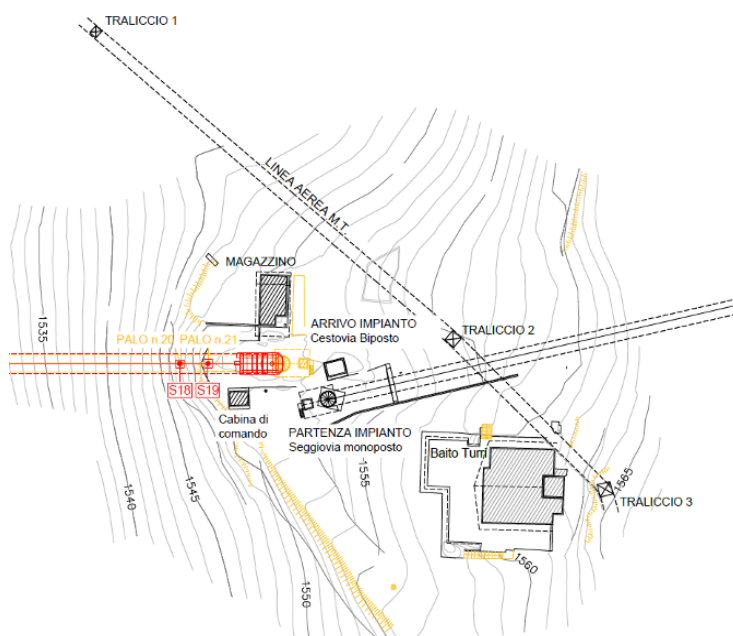 TRALICCIO 1
LINEA AEREA M.T.
MAGAZZINO
1535
PALO n.20
PALO n.21
ARRIVO IMPIANTO
Cestovia Biposto
TRALICCIO 2
S18
S19
Cabina di
comando
PARTENZA IMPIANTO
Seggiovia monoposto
Baito Turri
1555
1540
1545
1565
TRALICCIO 3
1560
1550